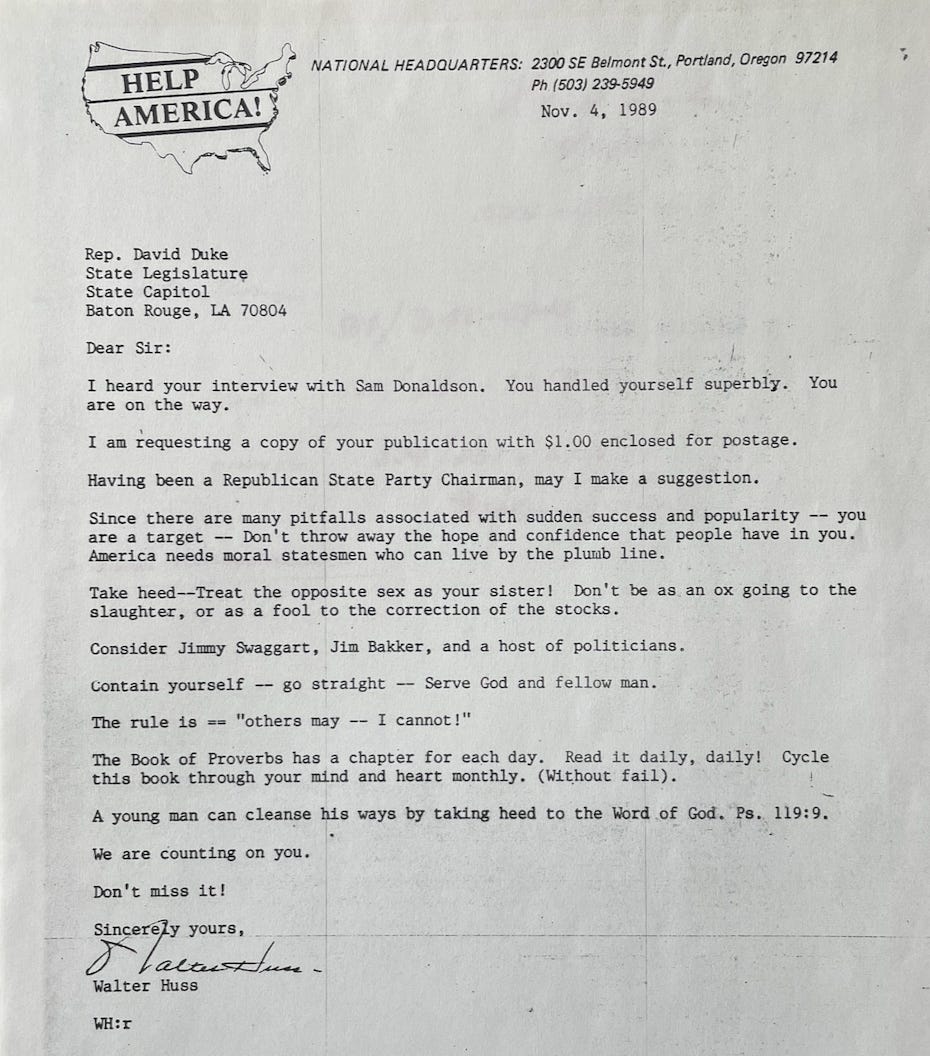 HELP
AMERICA!
NATIONAL HEADQUARTERS: 2300 SE Belmont St., Portland, Oregon 97214
Ph (503) 239-5949
Nov. 4, 1989
Rep. David Duke
State Legislature
State Capitol
Baton Rouge, LA 70804
Dear Sir:
I heard your interview with Sam Donaldson. You handled yourself superbly. You
are on the way.
I am requesting a copy of your publication with $1.00 enclosed for postage.
Having been a Republican State Party Chairman, may I make a suggestion.
Since there are many pitfalls associated with sudden success and popularity -- you
are a target -- Don't throw away the hope and confidence that people have in you.
America needs moral statesmen who can live by the plumb line.
Take heed--Treat the opposite sex as your sister! Don't be as an ox going to the
slaughter, or as a fool to the correction of the stocks.
Consider Jimmy Swaggart, Jim Bakker, and a host of politicians.
Contain yourself -- go straight -- Serve God and fellow man.
The rule is == "others may -- I cannot!"
The Book of Proverbs has a chapter for each day. Read it daily, daily! Cycle
this book through your mind and heart monthly. (Without fail).
A young man can cleanse his ways by taking heed to the Word of God. Ps. 119:9.
We are counting on you.
Don't miss it!
Sincerely yours,
Walter Huss
Walter Huss
WH:r